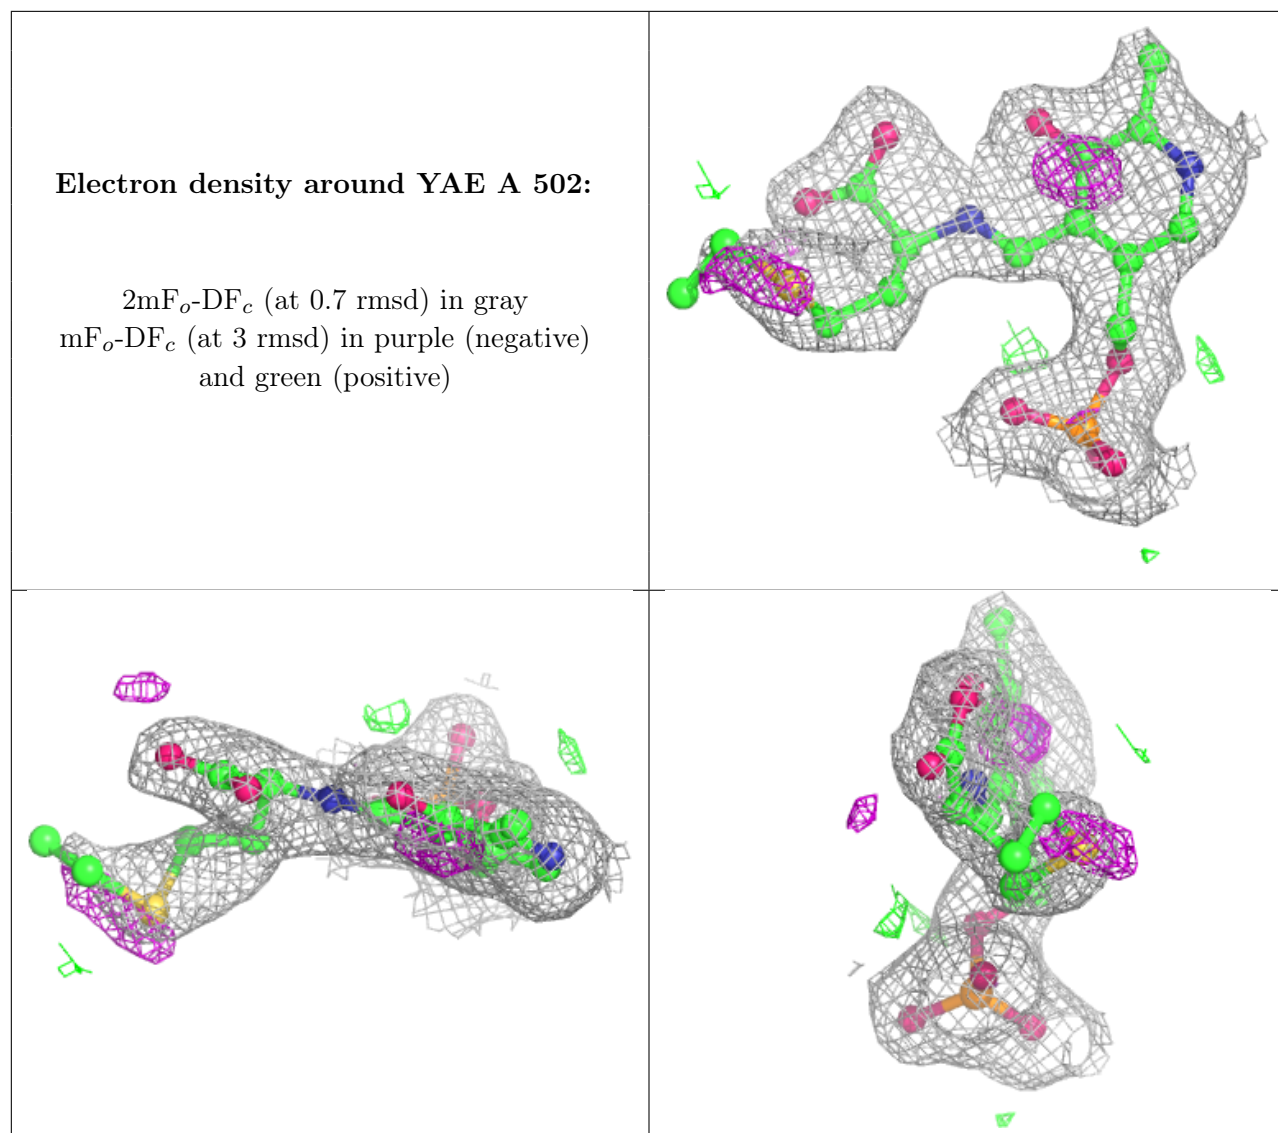 Electron density around YAE A 502:
2mFo-DFc (at 0.7 rmsd) in gray
mFo-DFc (at 3 rmsd) in purple (negative)
and green (positive)